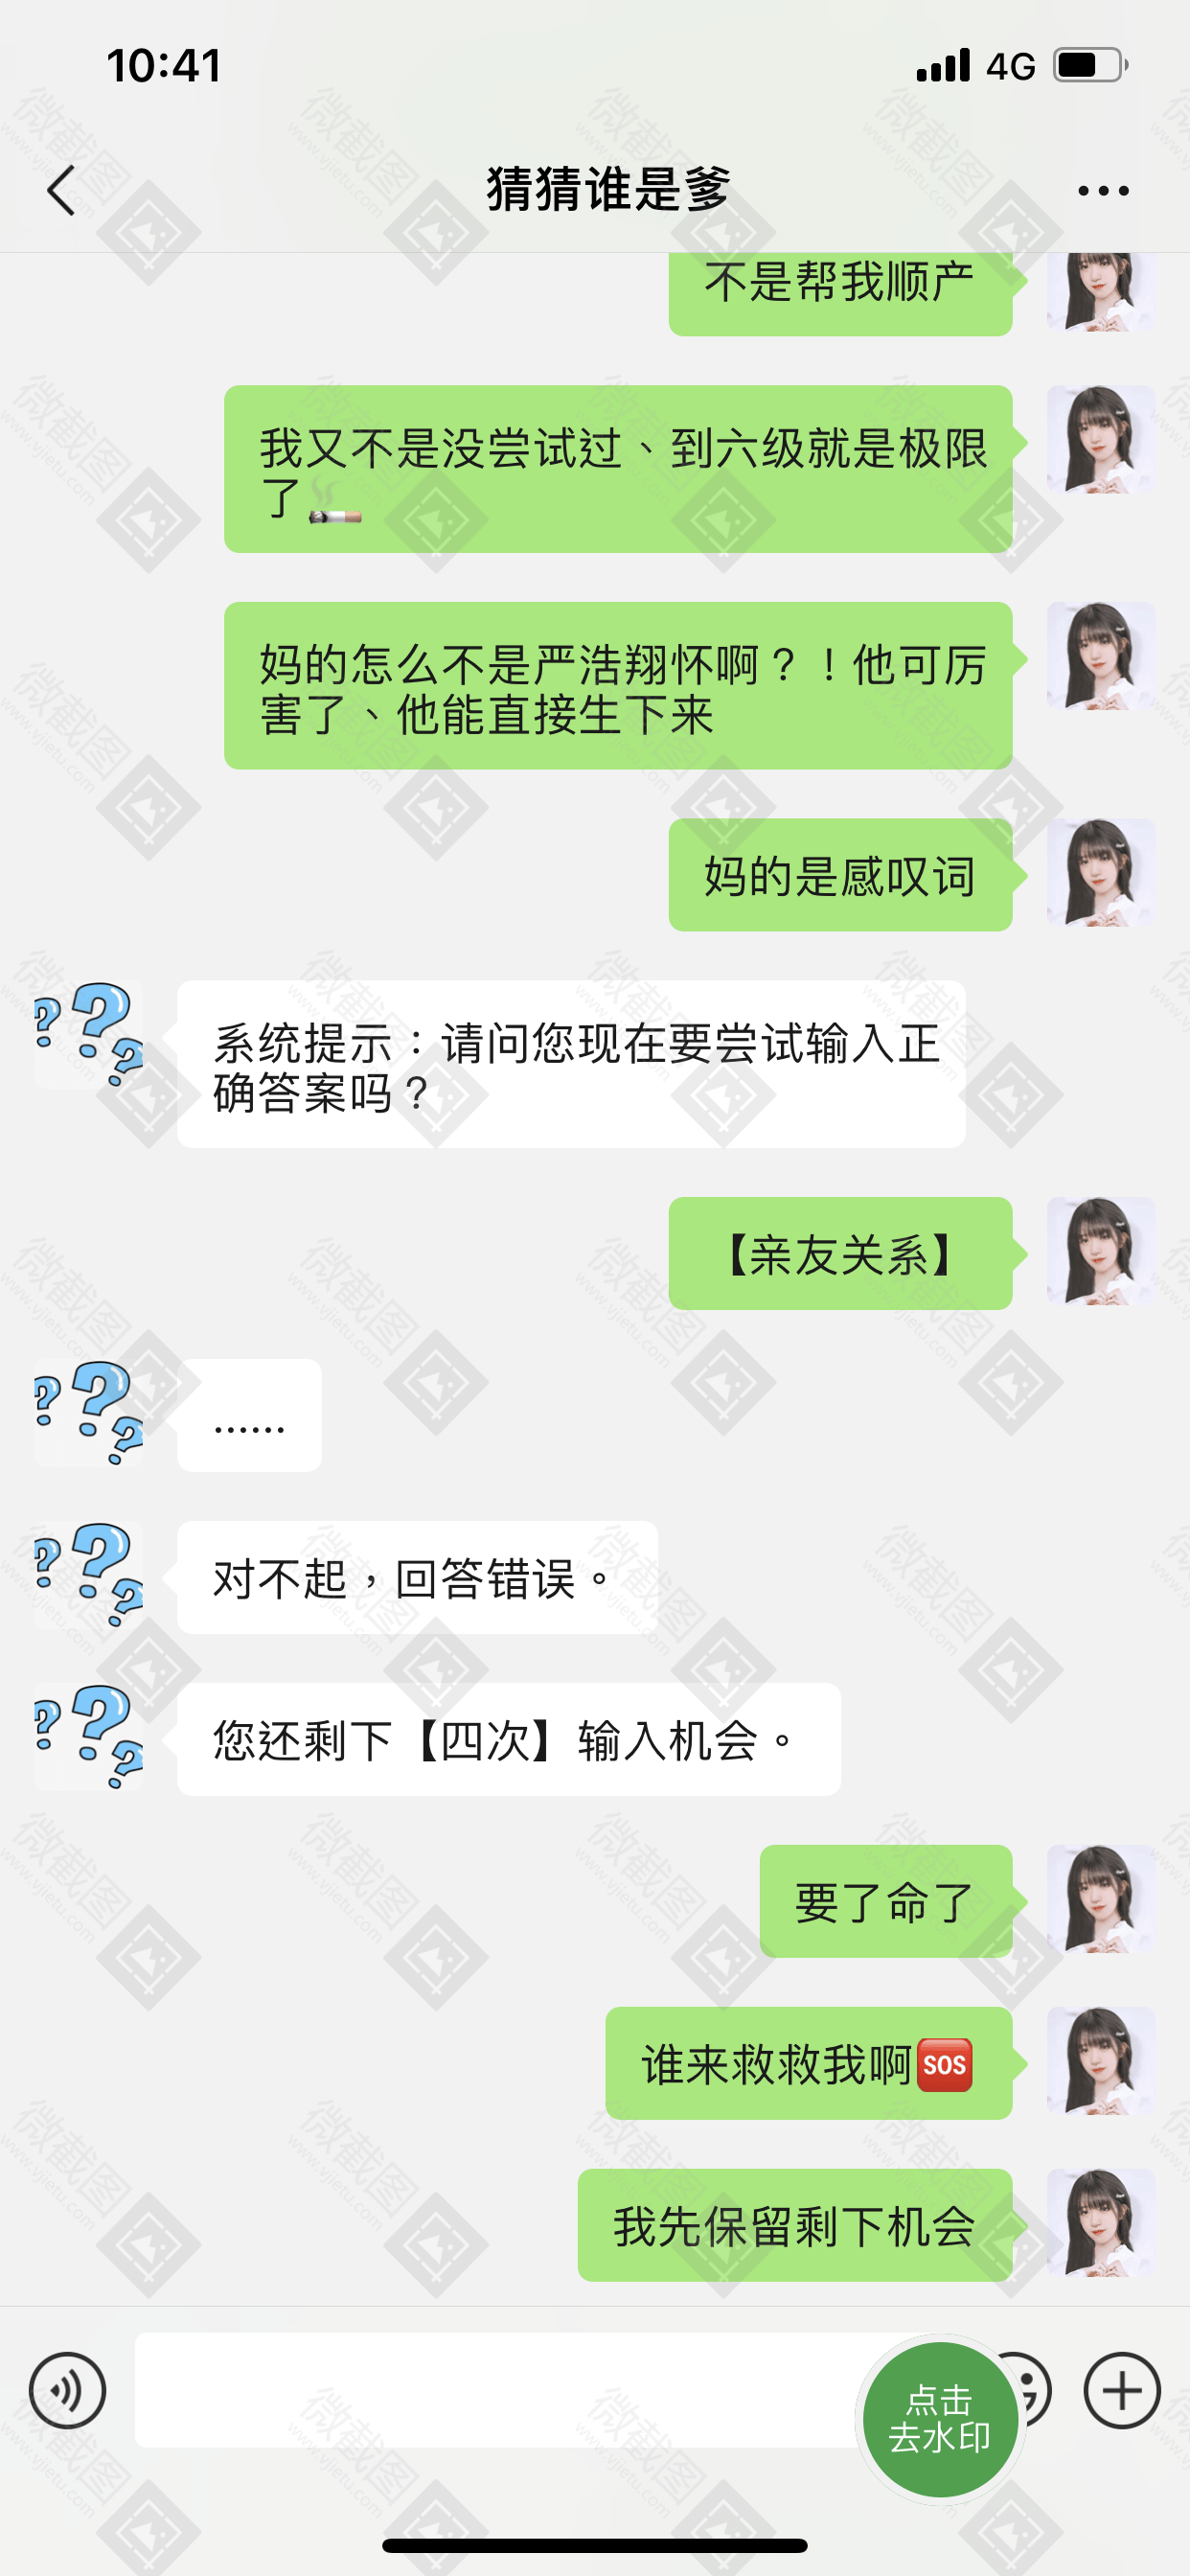 10:41
4G
猜猜谁是爹
不是帮我顺产
我又不是没尝试过、到六级就是极限
了🚬
妈的怎么不是严浩翔怀啊？！他可厉
害了、他能直接生下来
妈的是感叹词
系统提示：请问您现在要尝试输入正
确答案吗？
【亲友关系】
......
对不起，回答错误。
您还剩下【四次】输入机会。
要了命了
谁来救救我啊🆘
我先保留剩下机会
点击
去水印
微截图
www.vjietu.com